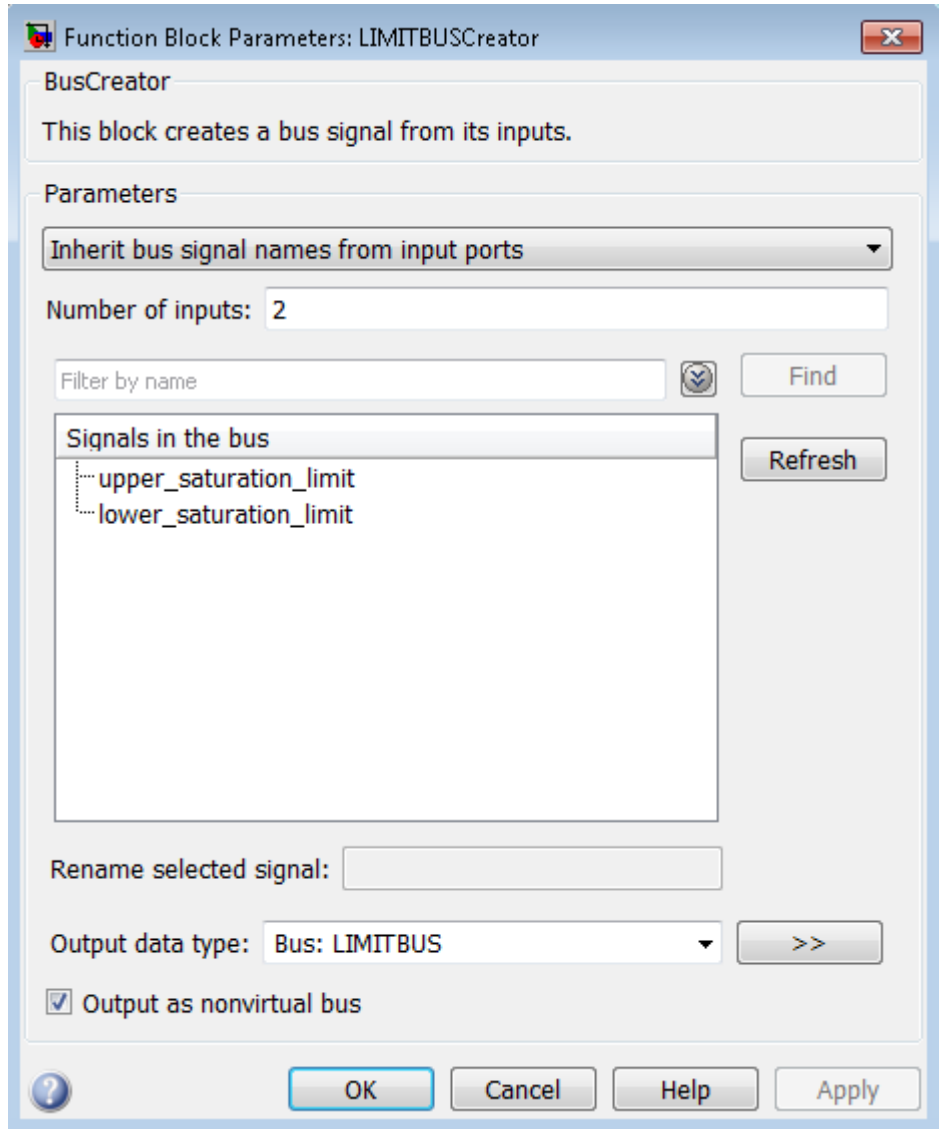 Function Block Parameters: LIMITBUSCreator
BusCreator
This block creates a bus signal from its inputs.
Parameters
Inherit bus signal names from input ports
Number of inputs: 2
Filter by name
Find
Signals in the bus
Refresh
upper_saturation_limit
lower_saturation_limit
Rename selected signal:
Output data type: Bus: LIMITBUS >>
Output as nonvirtual bus
? OK Cancel Help Apply